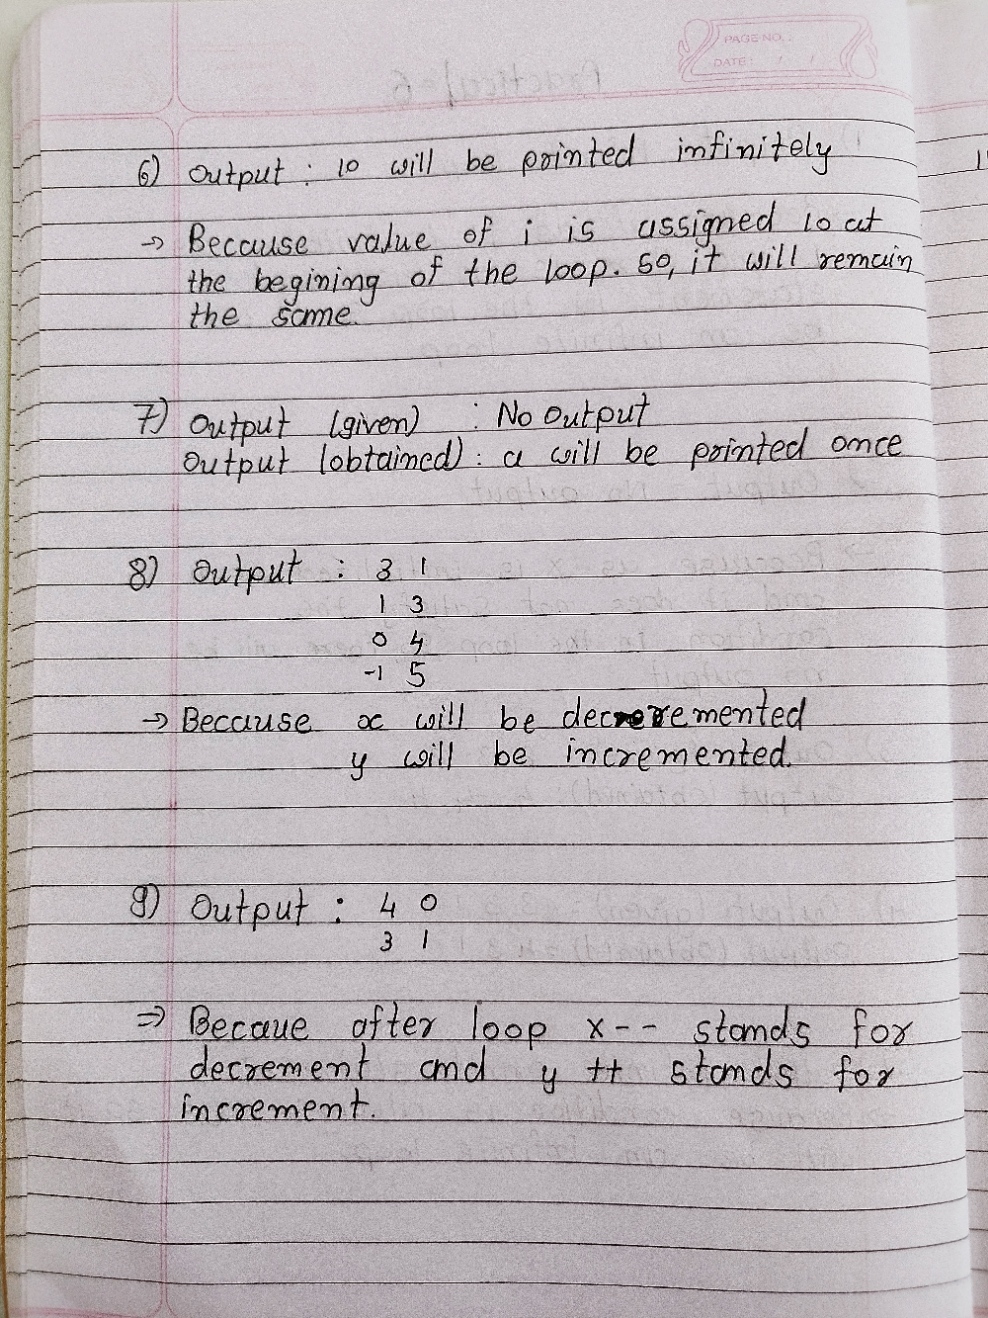 PAGE NO. :
DATE : / /
6) Output : 10 will be printed infinitely
→ Because value of i is assigned 10 at
the begining of the loop. So, it will remain
the same.
7) Output (given) : No Output
Output (obtained) : a will be printed once
8) Output : 3 1
1 3
0 4
-1 5
→ Because x will be decremented
y will be incremented.
9) Output : 4 0
3 1
⇒ Becaue after loop x-- stands for
decrement and y ++ stands for
increment.